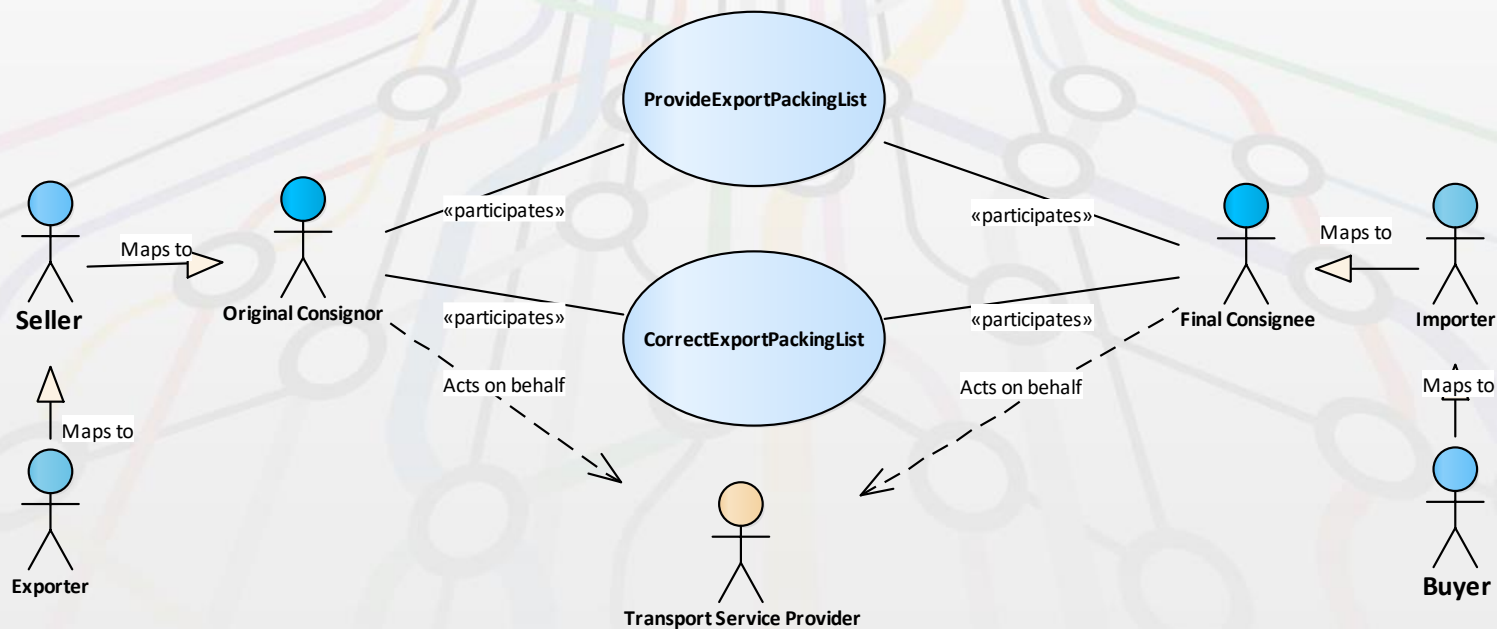 ProvideExportPackingList
«participates»
«participates»
Maps to
Maps to
Seller
Original Consignor
«participates»
CorrectExportPackingList
«participates»
Final Consignee
Importer
Acts on behalf
Acts on behalf
Maps to
Maps to
Exporter
Buyer
Transport Service Provider